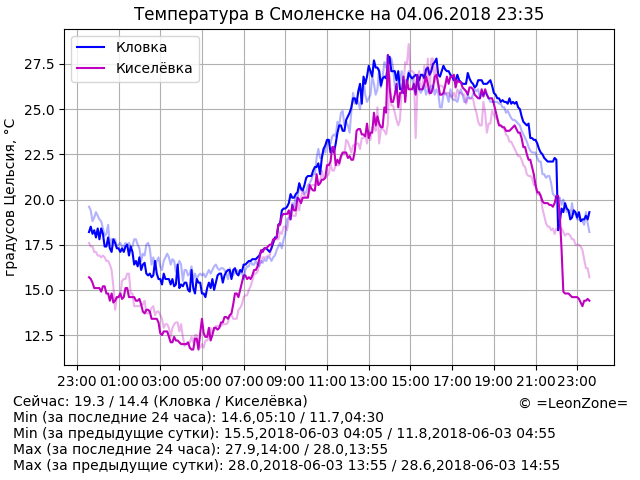 Температура в Смоленске на 04.06.2018 23:35
Кловка
Киселёвка
градусов Цельсия, °C
27.5
25.0
22.5
20.0
17.5
15.0
12.5
23:00 01:00 03:00 05:00 07:00 09:00 11:00 13:00 15:00 17:00 19:00 21:00 23:00
Сейчас: 19.3 / 14.4 (Кловка / Киселёвка)
© =LeonZone=
Min (за последние 24 часа): 14.6,05:10 / 11.7,04:30
Min (за предыдущие сутки): 15.5,2018-06-03 04:05 / 11.8,2018-06-03 04:55
Max (за последние 24 часа): 27.9,14:00 / 28.0,13:55
Max (за предыдущие сутки): 28.0,2018-06-03 13:55 / 28.6,2018-06-03 14:55